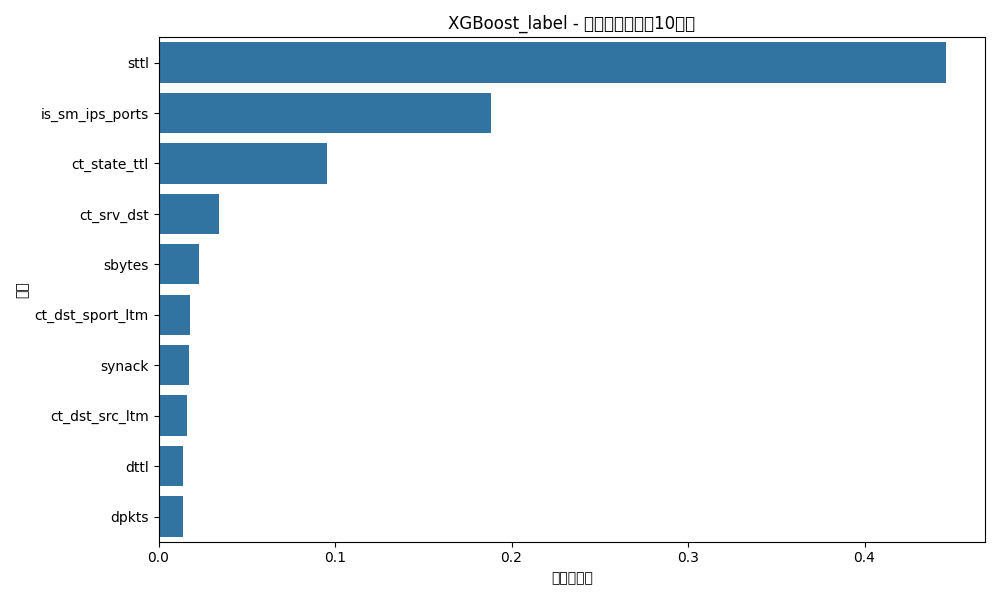 XGBoost_label - 10
sttl
is_sm_ips_ports
ct_state_ttl
ct_srv_dst
sbytes
ct_dst_sport_ltm
synack
ct_dst_src_ltm
dttl
dpkts
0.0 0.1 0.2 0.3 0.4